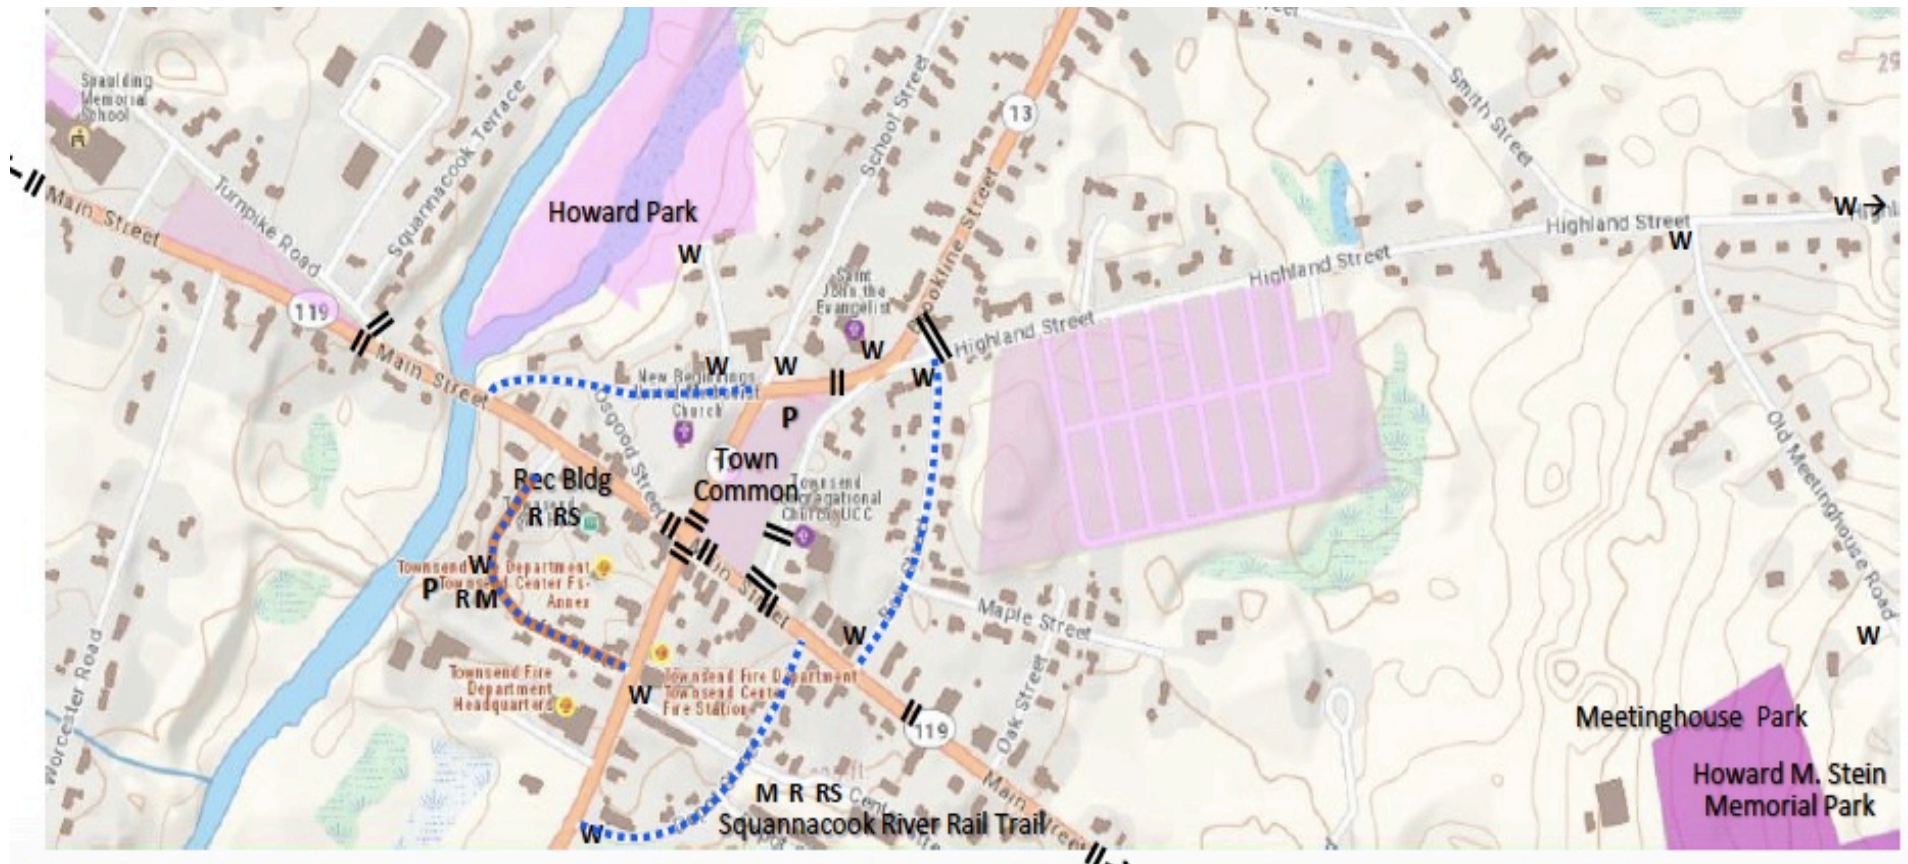 Spaulding
Memorial
School
Main Street
Turnpike Road
Squannacook Terrace
119
Main Street
Howard Park
W
School Street
13
Brookline Street
Saint
John the
Evangelist
Smith Street
29
Highland Street
W →
W
Highland Street
Highland Street
W
W
W
W
New Beginnings
Church
P
Osgood Street
Town
Common
Townsend
Congregational
Church UCC
Rec Bldg
R RS
W
Townsend Department
P
Townsend Center Fs-
Annex
R M
Main Street
Maple Street
W
Oak Street
Old Meetinghouse Road
W
Worcester Road
Townsend Fire
Department
Headquarters
Townsend Fire Department
Townsend Center
Fire Station
W
119
Main Street
M R RS
Squannacook River Rail Trail
W
Meetinghouse Park
Howard M. Stein
Memorial Park